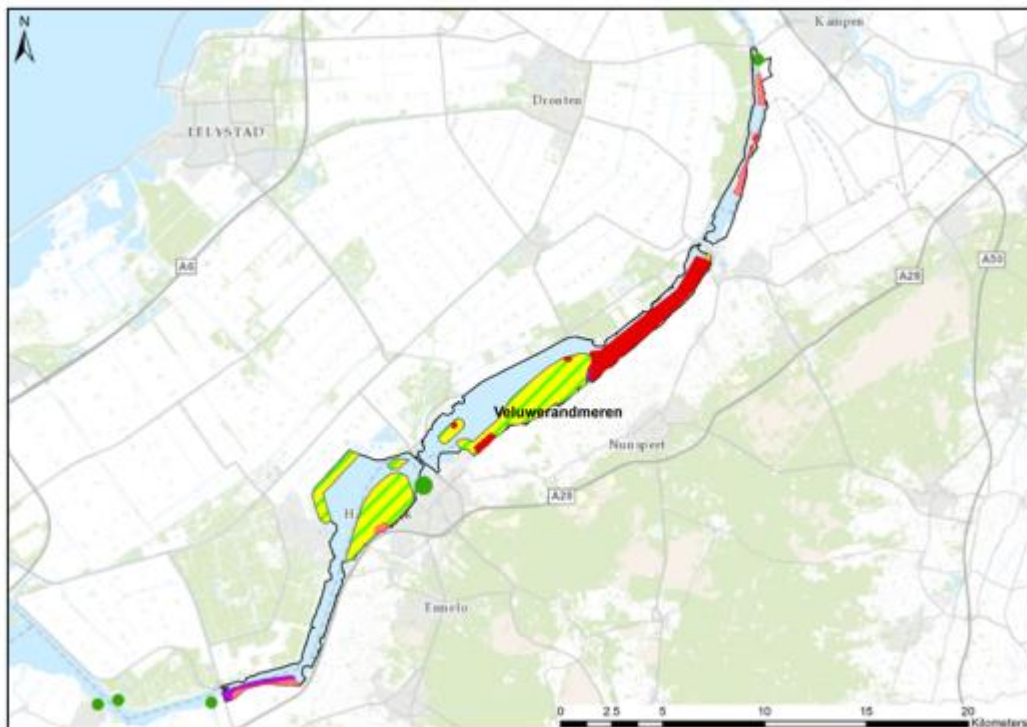 N
Kampen
Dronten
LELYSTAD
A6
A50
A28
Veluwerandmeren
Nunspeet
A28
Ermelo
0 2.5 5 10 15 20
Kilometers